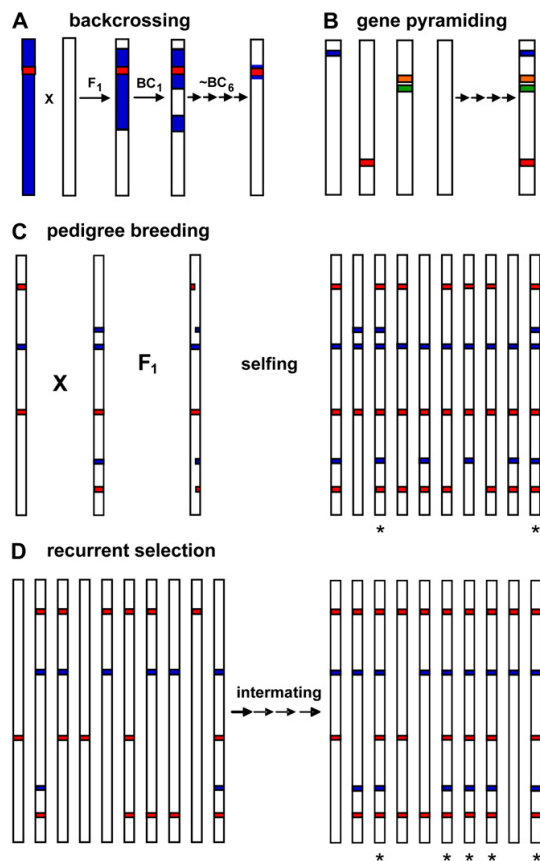 A backcrossing
X F1 BC1 ~BC6
B gene pyramiding
C pedigree breeding
X F1 selfing
* *
D recurrent selection
intermating
* * * * *